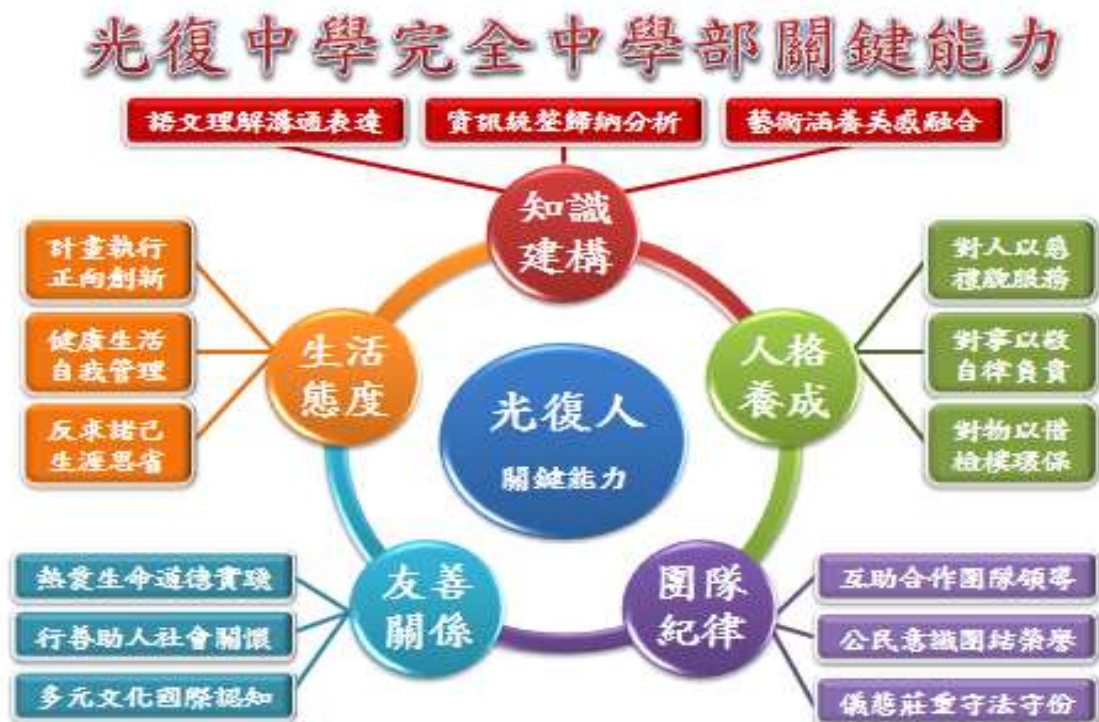 光復中學完全中學部關鍵能力
語文理解溝通表達
資訊統整歸納分析
藝術涵養美感融合
知識
建構
計畫執行
正向創新
健康生活
自我管理
反求諸己
生涯思省
生活
態度
人格
養成
對人以慈
禮貌服務
對事以敬
自律負責
對物以惜
檢樸環保
光復人
關鍵能力
友善
關係
熱愛生命道德實踐
行善助人社會關懷
多元文化國際認知
團隊
紀律
互助合作團隊領導
公民意識團結榮譽
儀態莊重守法守份